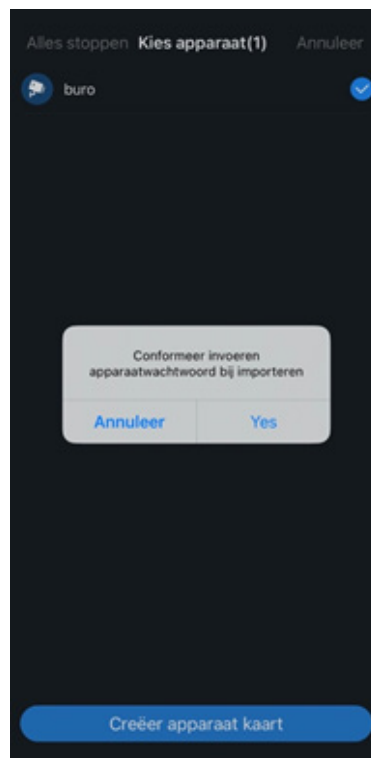 Alles stoppen Kies apparaat(1) Annuleer
buro
Conformeer invoeren
apparaatwachtwoord bij importeren
Annuleer Yes
Creëer apparaat kaart